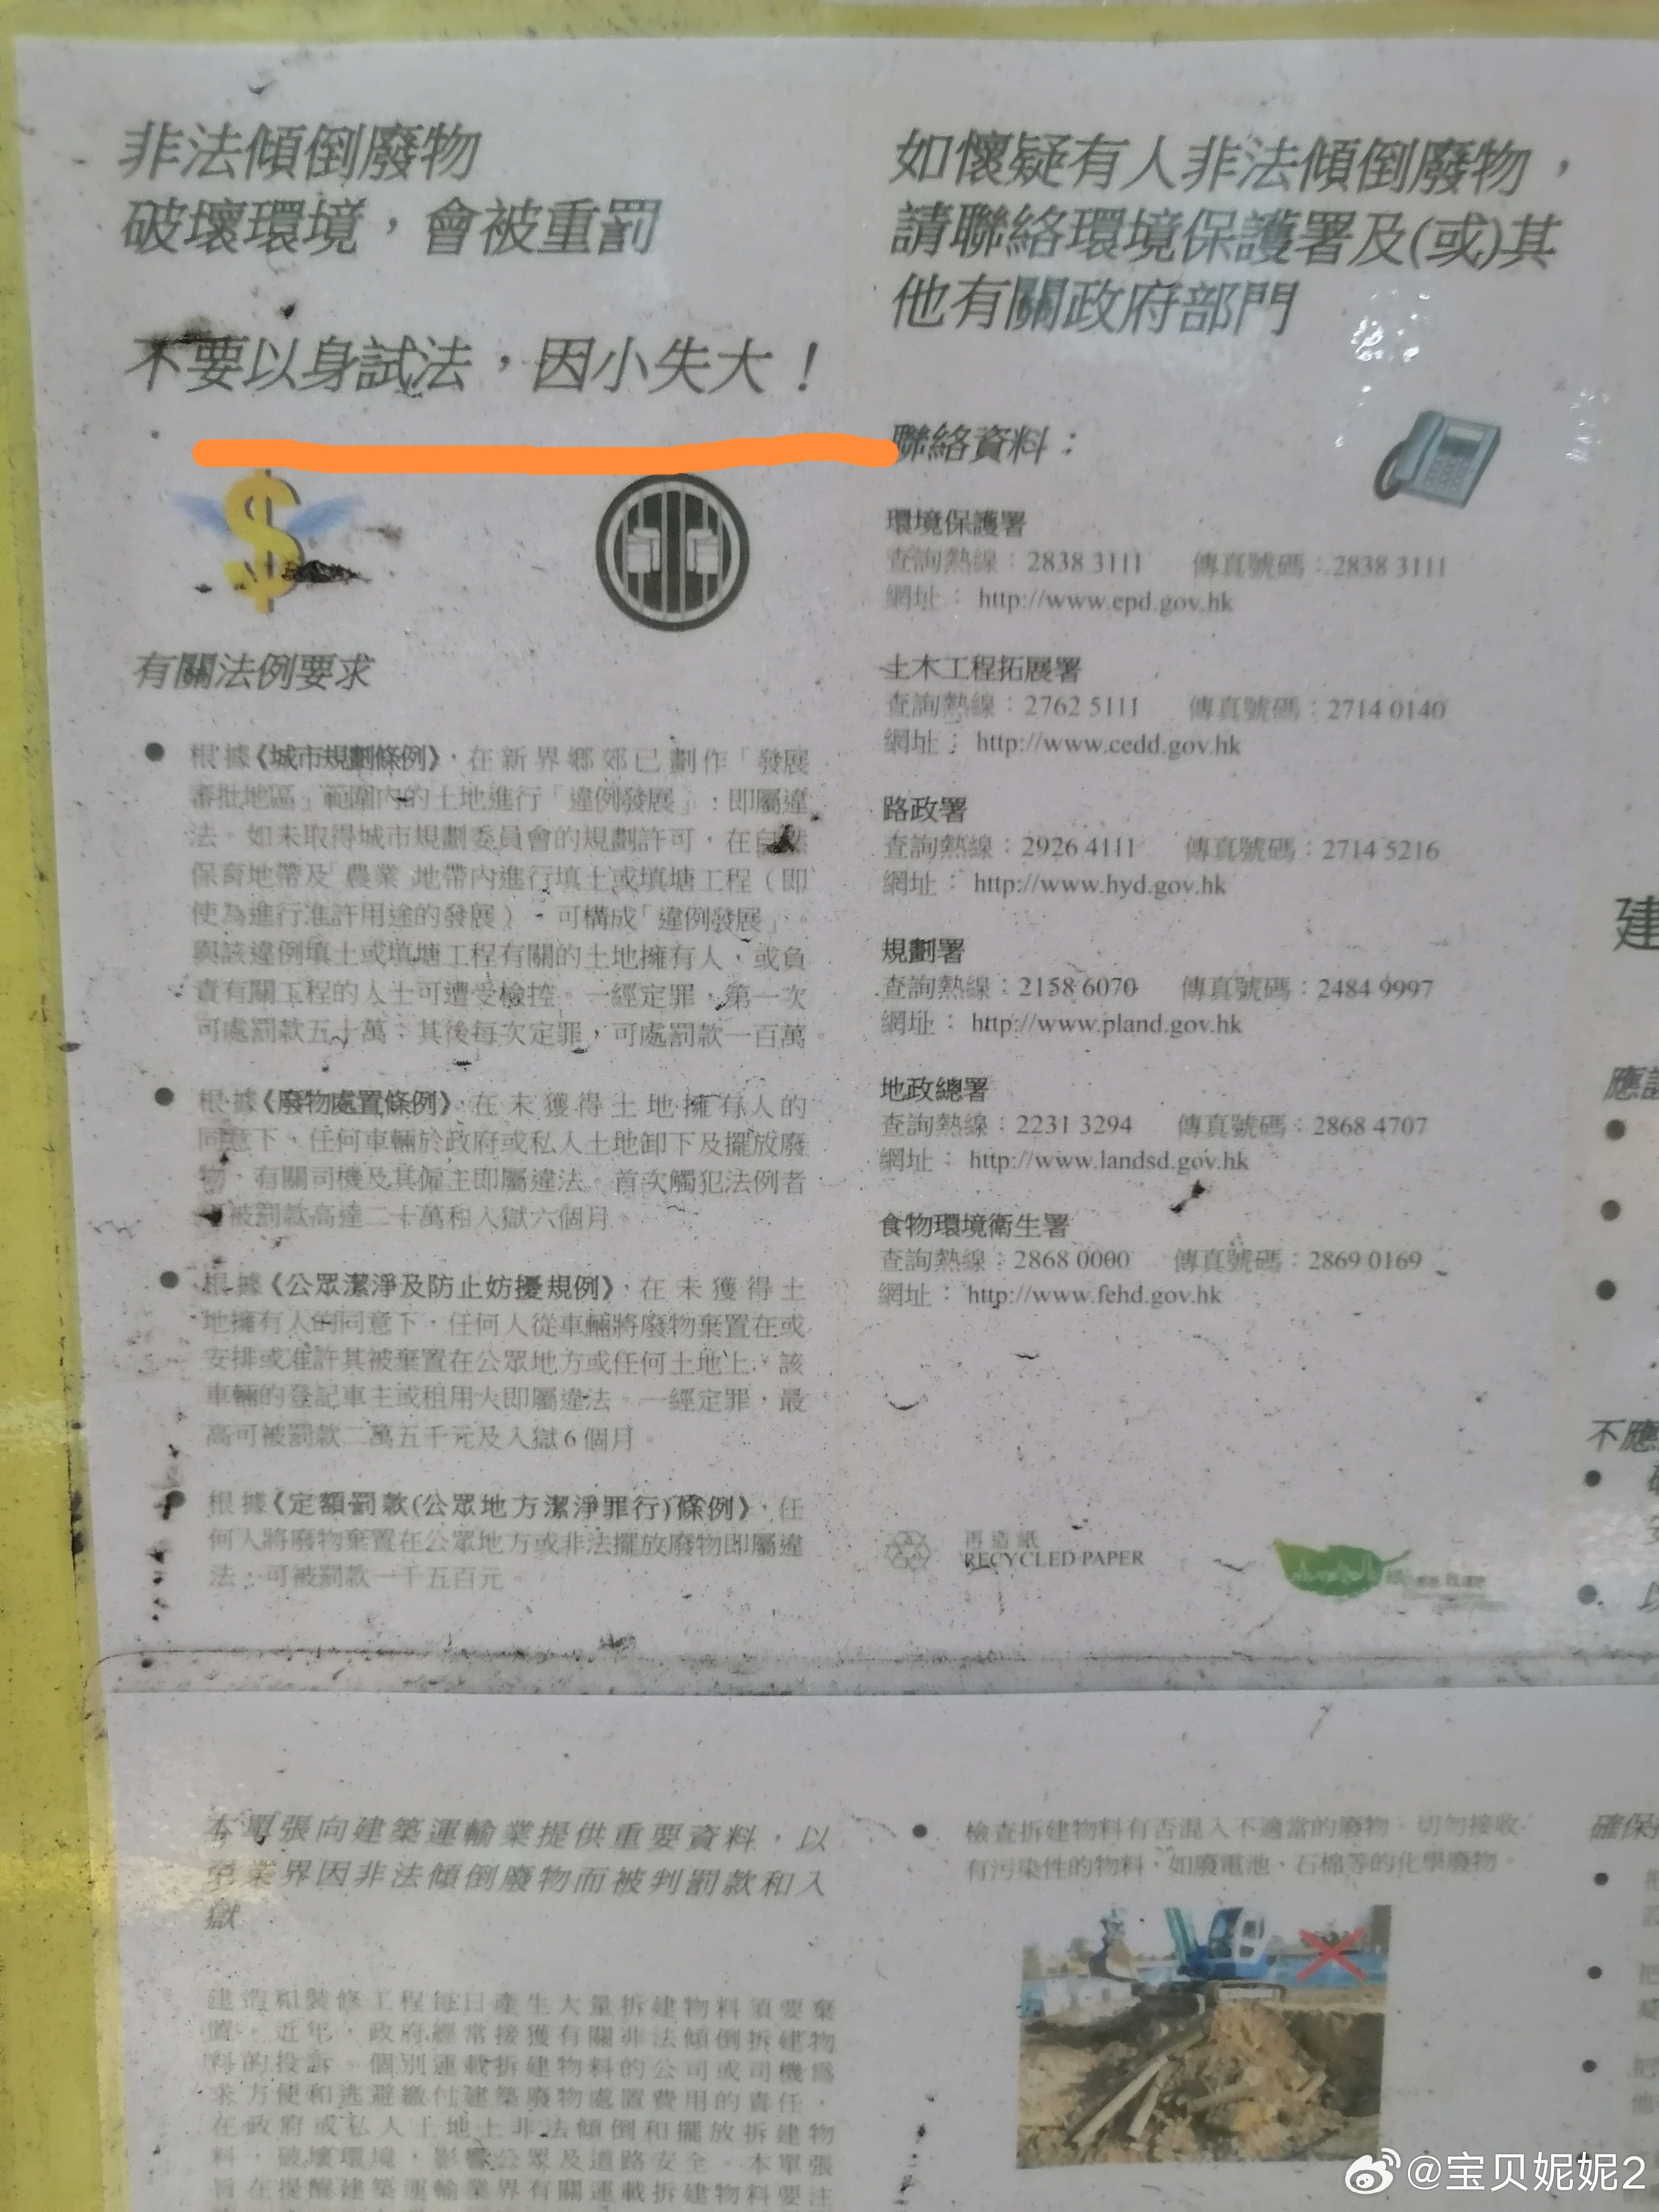 非法傾倒廢物
破壞環境，會被重罰
不要以身試法，因小失大！
有關法例要求
根據《城市規劃條例》，在新界鄉郊已劃作「發展
審批地區」範圍內的土地進行「違例發展」，即屬違
法。如未取得城市規劃委員會的規劃許可，在自然
保育地帶及「農業」地帶內進行填土或填塘工程（即
使為進行准許用途的發展），可構成「違例發展」。
與該違例填土或填塘工程有關的土地擁有人，或負
責有關工程的人士可遭受檢控。一經定罪，第一次
可處罰款五十萬；其後每次定罪，可處罰款一百萬。
根據《廢物處置條例》，在未獲得土地擁有人的
同意下，任何車輛於政府或私人土地卸下及擺放廢
物，有關司機及其僱主即屬違法。首次觸犯法例者
被罰款高達二十萬和入獄六個月。
根據《公眾潔淨及防止妨擾規例》，在未獲得土
地擁有人的同意下，任何人從車輛將廢物棄置在或
安排或准許其被棄置在公眾地方或任何土地上，該
車輛的登記車主或租用人即屬違法。一經定罪，最
高可被罰款二萬五千元及入獄6個月。
根據《定額罰款(公眾地方潔淨罪行)條例》，任
何人將廢物棄置在公眾地方或非法擺放廢物即屬違
法，可被罰款一千五百元。
如懷疑有人非法傾倒廢物，
請聯絡環境保護署及(或)其
他有關政府部門
聯絡資料：
環境保護署
查詢熱線：2838 3111 傳真號碼：2838 3111
網址： http://www.epd.gov.hk
土木工程拓展署
查詢熱線：2762 5111 傳真號碼：2714 0140
網址： http://www.cedd.gov.hk
路政署
查詢熱線：2926 4111 傳真號碼：2714 5216
網址： http://www.hyd.gov.hk
規劃署
查詢熱線：2158 6070 傳真號碼：2484 9997
網址： http://www.pland.gov.hk
地政總署
查詢熱線：2231 3294 傳真號碼：2868 4707
網址： http://www.landsd.gov.hk
食物環境衛生署
查詢熱線：2868 0000 傳真號碼：2869 0169
網址： http://www.fehd.gov.hk
再造紙
RECYCLED PAPER
建
應
不應
本單張向建築運輸業提供重要資料，以
免業界因非法傾倒廢物而被判罰款和入
獄
建造和裝修工程每日產生大量拆建物料須要棄
置。近年，政府經常接獲有關非法傾倒拆建物
料的投訴。個別運載拆建物料的公司或司機為
求方便和逃避繳付建築廢物處置費用的責任，
在政府或私人土地上非法傾倒和擺放拆建物
料，破壞環境，影響公眾及道路安全。本單張
旨在提醒建築運輸業界有關運載拆建物料要注
檢查拆建物料有否混入不適當的廢物。切勿接收
有污染性的物料，如廢電池、石棉等的化學廢物。
確保
@宝贝妮妮2